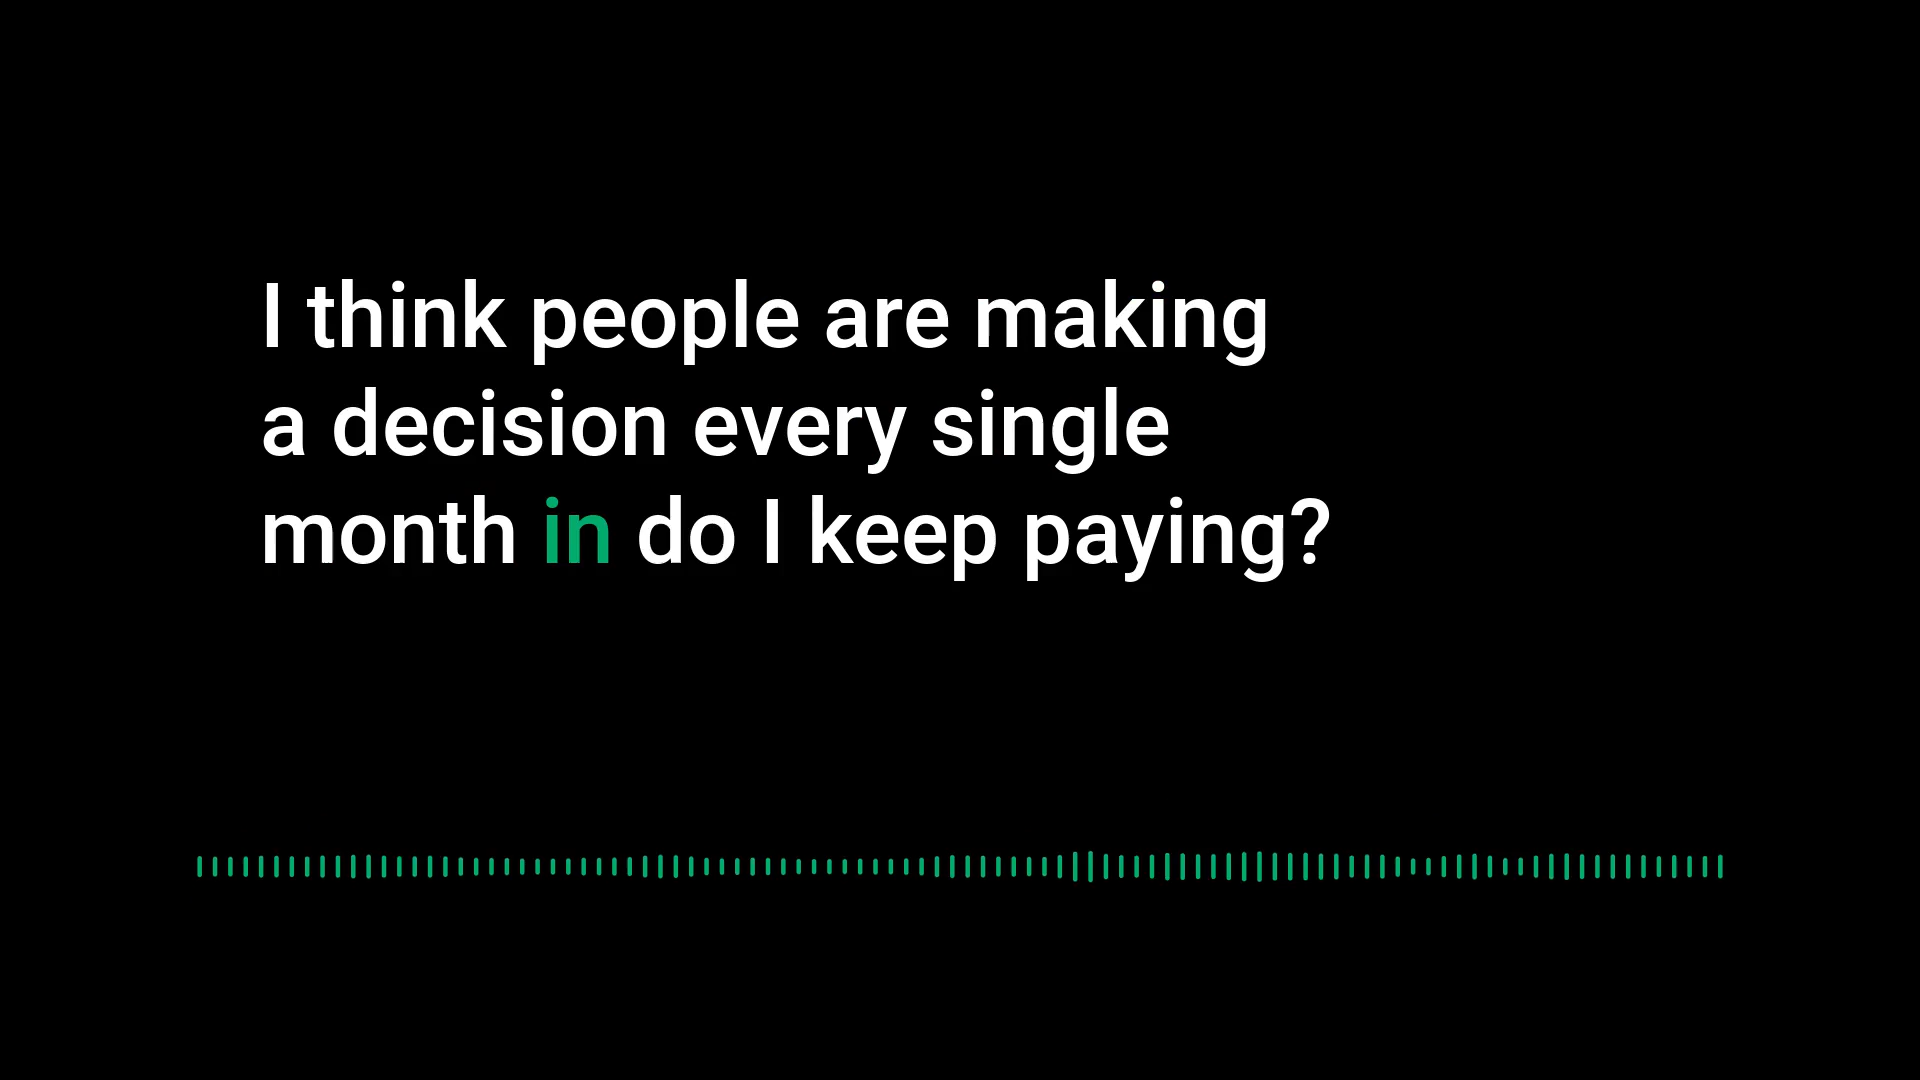 I think people are making
a decision every single
month in do I keep paying?